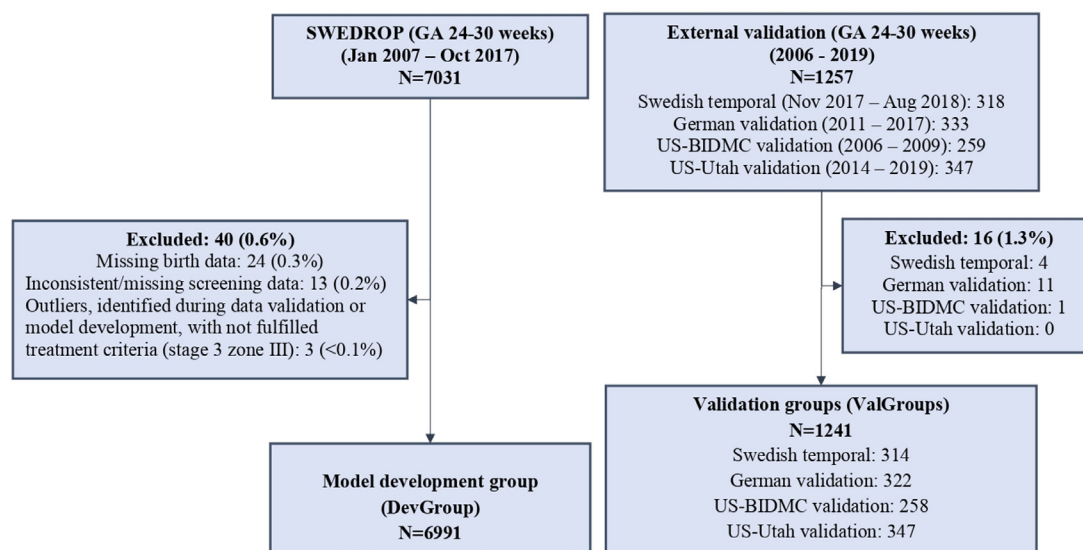 SWEDROP (GA 24-30 weeks)
(Jan 2007 – Oct 2017)
N=7031
External validation (GA 24-30 weeks)
(2006 - 2019)
N=1257
Swedish temporal (Nov 2017 – Aug 2018): 318
German validation (2011 – 2017): 333
US-BIDMC validation (2006 – 2009): 259
US-Utah validation (2014 – 2019): 347
Excluded: 40 (0.6%)
Missing birth data: 24 (0.3%)
Inconsistent/missing screening data: 13 (0.2%)
Outliers, identified during data validation or
model development, with not fulfilled
treatment criteria (stage 3 zone III): 3 (<0.1%)
Excluded: 16 (1.3%)
Swedish temporal: 4
German validation: 11
US-BIDMC validation: 1
US-Utah validation: 0
Model development group
(DevGroup)
N=6991
Validation groups (ValGroups)
N=1241
Swedish temporal: 314
German validation: 322
US-BIDMC validation: 258
US-Utah validation: 347